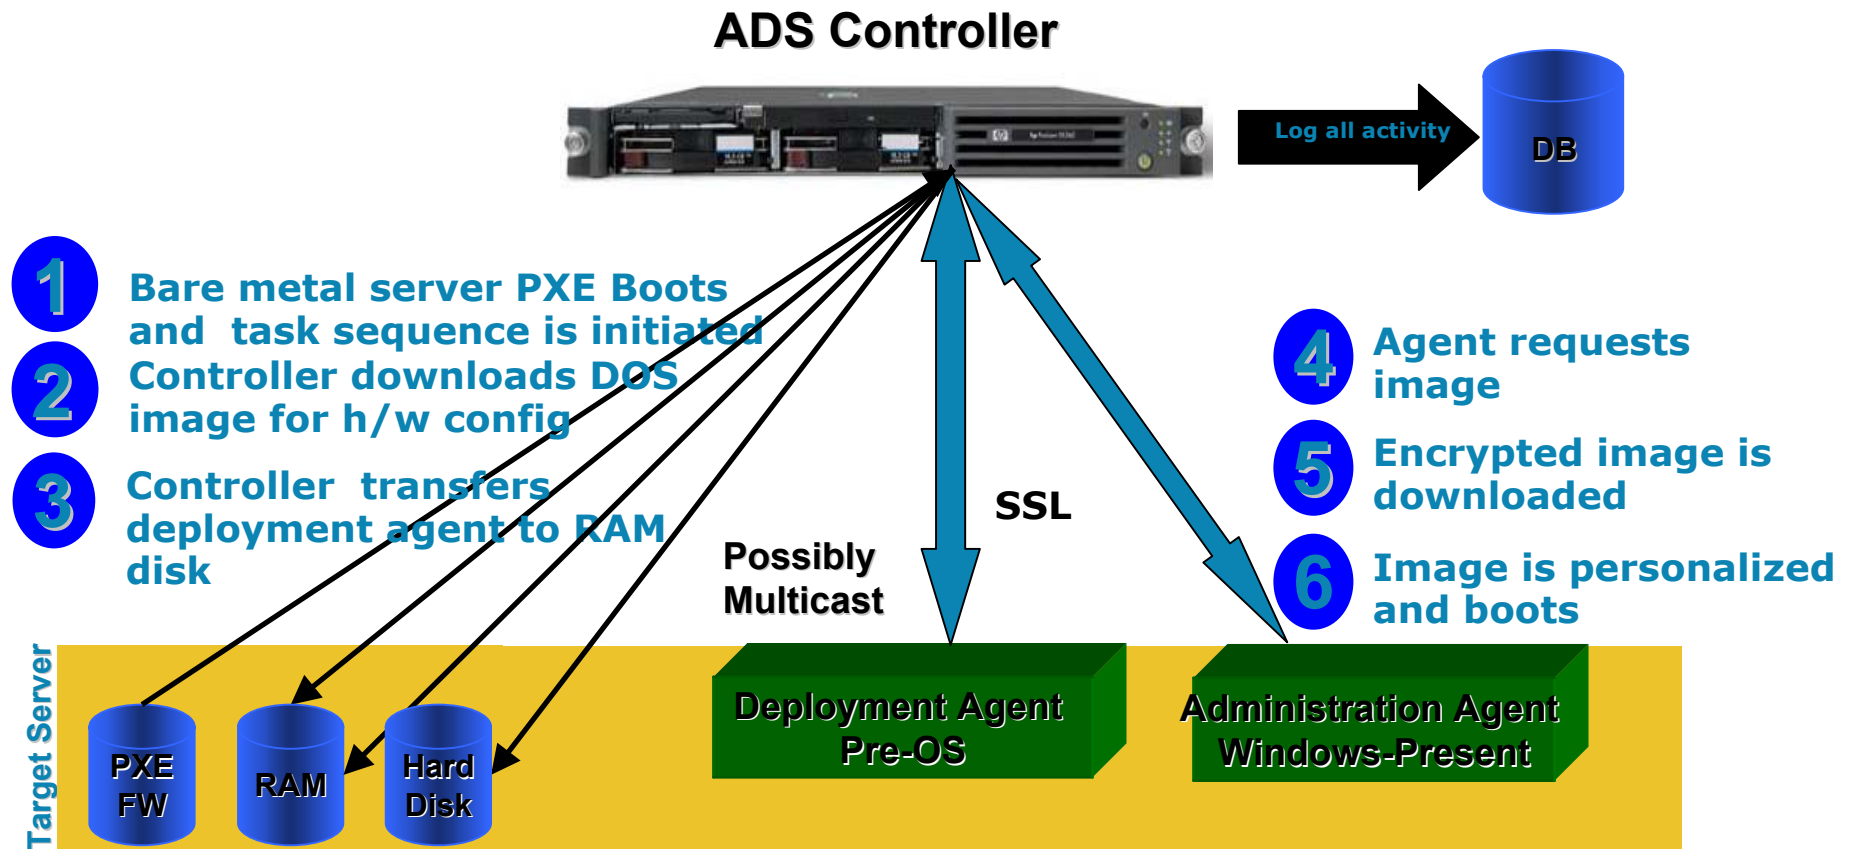 ADS Controller
Log all activity
DB
1
Bare metal server PXE Boots
and task sequence is initiated
2
Controller downloads DOS
image for h/w config
3
Controller transfers
deployment agent to RAM
disk
4
Agent requests
image
5
Encrypted image is
downloaded
6
Image is personalized
and boots
SSL
Possibly
Multicast
Target Server
PXE
FW
RAM
Hard
Disk
Deployment Agent
Pre-OS
Administration Agent
Windows-Present